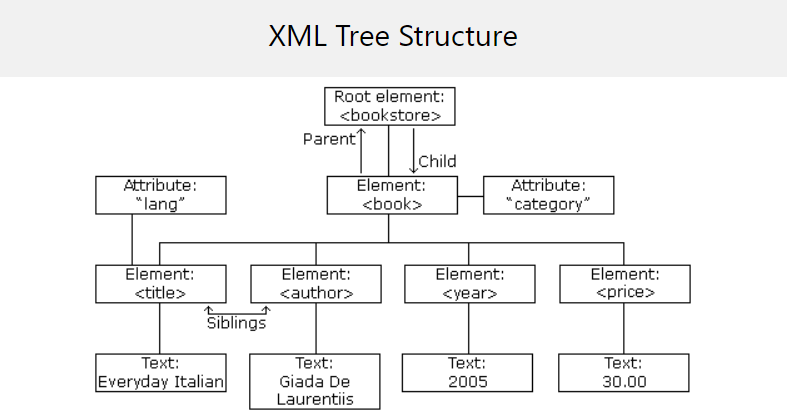 XML Tree Structure
Root element:
<bookstore>
Parent
Child
Attribute:
“lang”
Element:
<book>
Attribute:
“category”
Element:
<title>
Element:
<author>
Element:
<year>
Element:
<price>
Siblings
Text:
Everyday Italian
Text:
Giada De
Laurentiis
Text:
2005
Text:
30.00